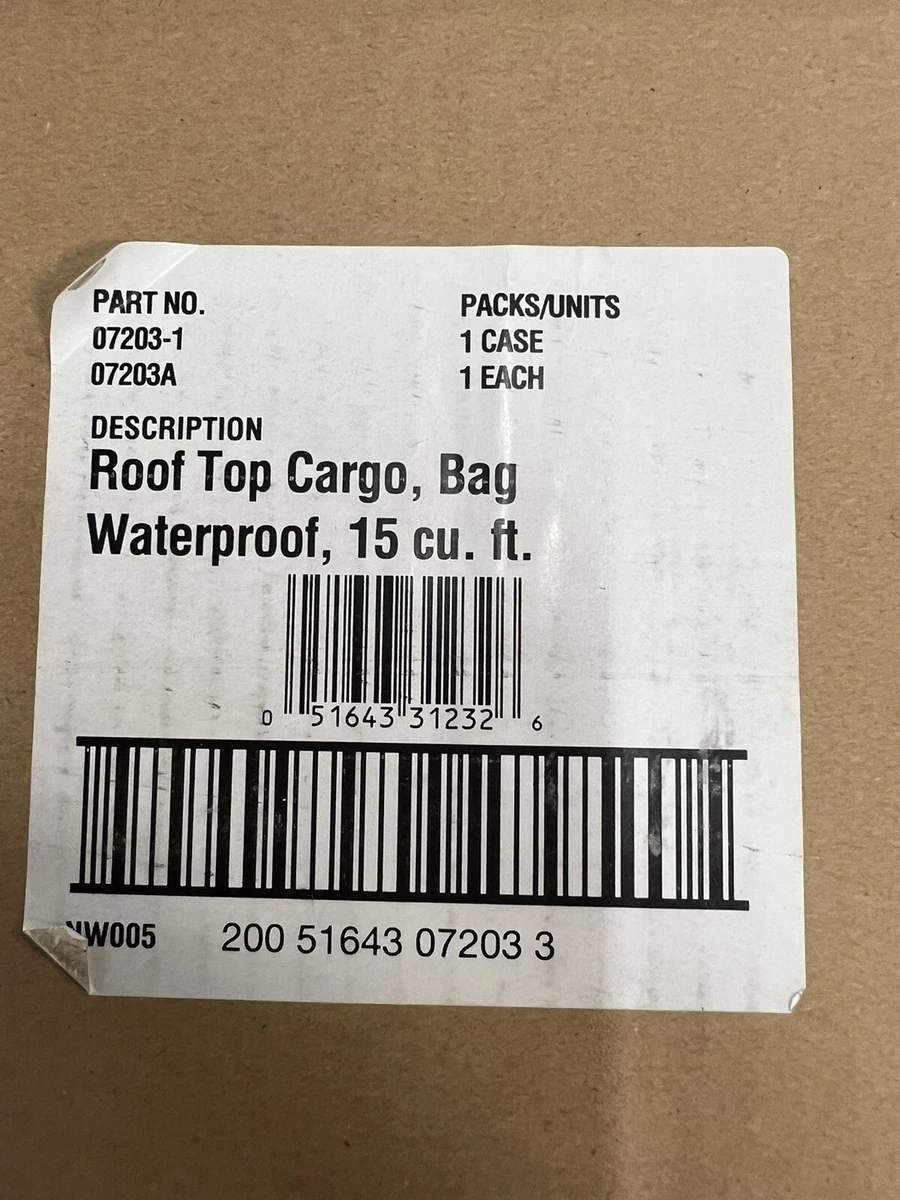 PART NO. PACKS/UNITS
07203-1 1 CASE
07203A 1 EACH
DESCRIPTION
Roof Top Cargo, Bag
Waterproof, 15 cu. ft.
0 51643 31232 6
NW005 200 51643 07203 3